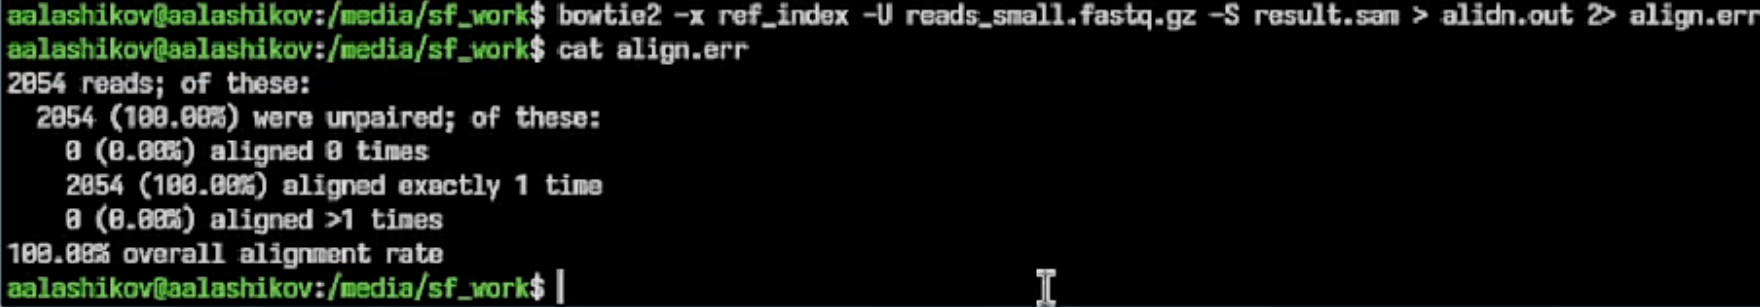 aalashikov@aalashikov:/media/sf_work$ bowtie2 -x ref_index -U reads_small.fastq.gz -S result.sam > alidn.out 2> align.err
aalashikov@aalashikov:/media/sf_work$ cat align.err
2054 reads; of these:
  2054 (100.00%) were unpaired; of these:
    0 (0.00%) aligned 0 times
    2054 (100.00%) aligned exactly 1 time
    0 (0.00%) aligned >1 times
100.00% overall alignment rate
aalashikov@aalashikov:/media/sf_work$